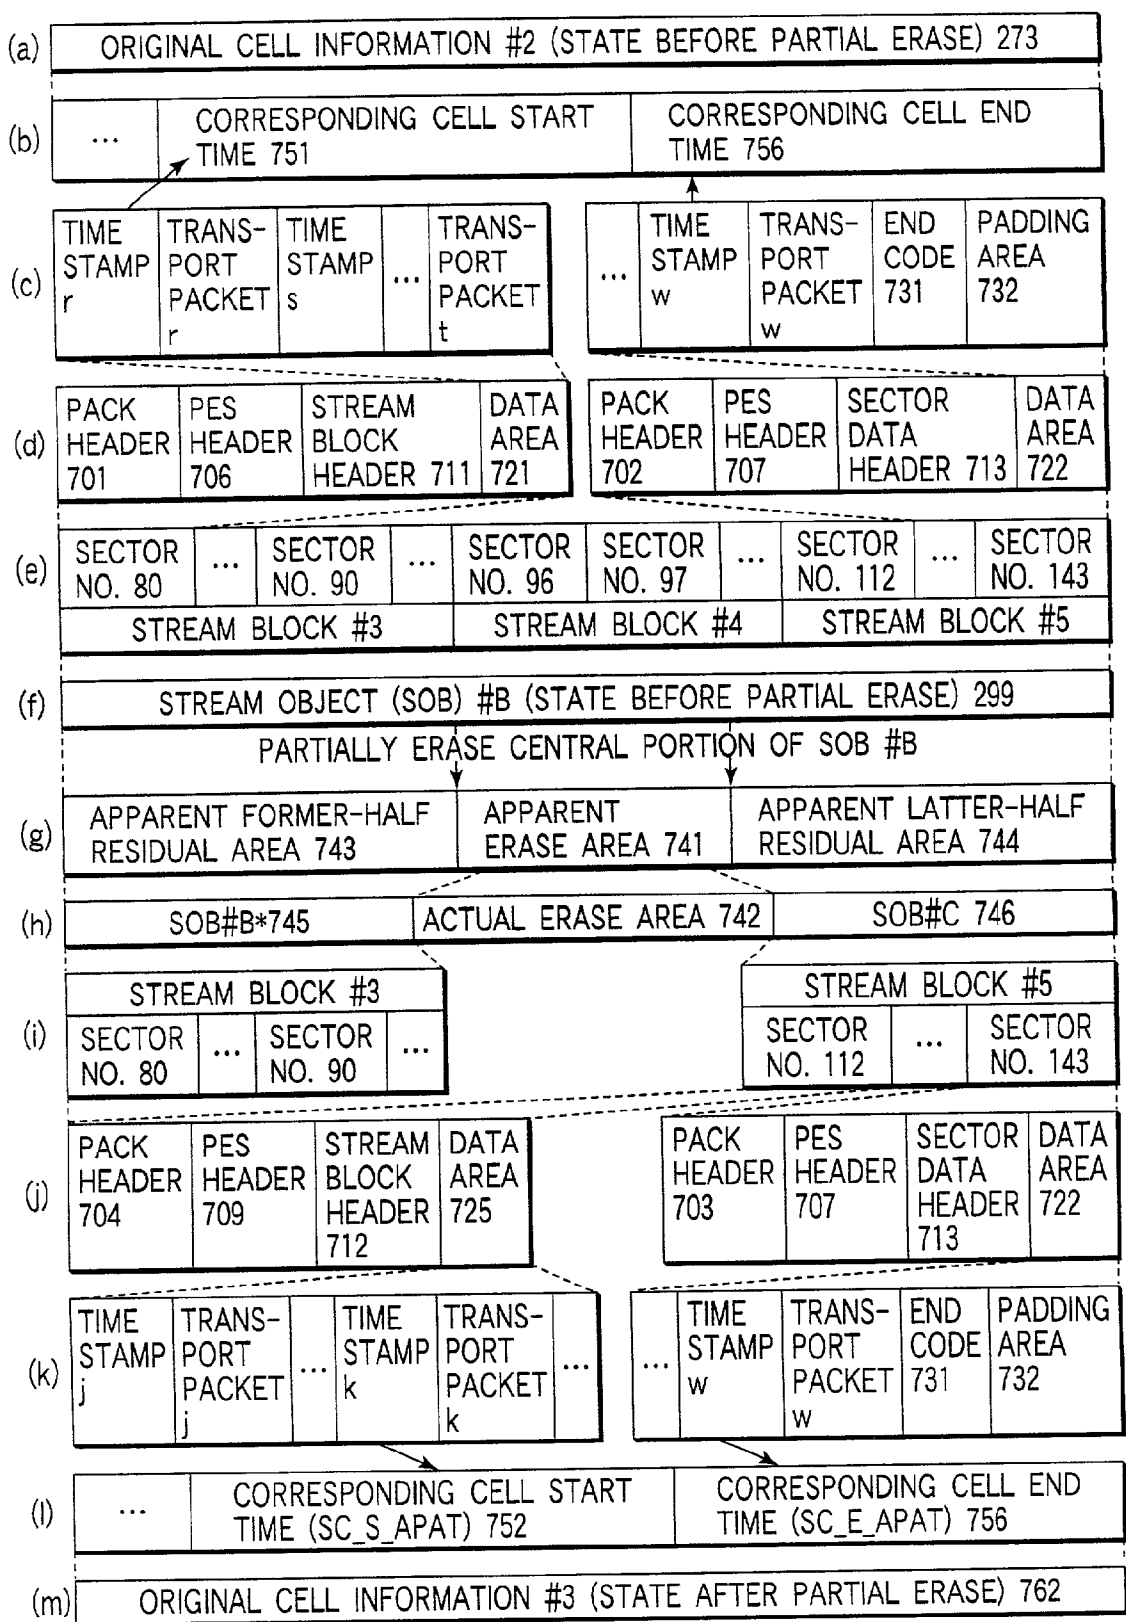 (a) ORIGINAL CELL INFORMATION #2 (STATE BEFORE PARTIAL ERASE) 273
(b) ... CORRESPONDING CELL START TIME 751 CORRESPONDING CELL END TIME 756
(c) TIME STAMP r TRANS-PORT PACKET r TIME STAMP s ... TRANS-PORT PACKET t ... TIME STAMP w TRANS-PORT PACKET w END CODE 731 PADDING AREA 732
(d) PACK HEADER 701 PES HEADER 706 STREAM BLOCK HEADER 711 DATA AREA 721 PACK HEADER 702 PES HEADER 707 SECTOR DATA HEADER 713 DATA AREA 722
(e) SECTOR NO. 80 ... SECTOR NO. 90 ... SECTOR NO. 96 SECTOR NO. 97 ... SECTOR NO. 112 ... SECTOR NO. 143
STREAM BLOCK #3 STREAM BLOCK #4 STREAM BLOCK #5
(f) STREAM OBJECT (SOB) #B (STATE BEFORE PARTIAL ERASE) 299
PARTIALLY ERASE CENTRAL PORTION OF SOB #B
(g) APPARENT FORMER-HALF RESIDUAL AREA 743 APPARENT ERASE AREA 741 APPARENT LATTER-HALF RESIDUAL AREA 744
(h) SOB#B*745 ACTUAL ERASE AREA 742 SOB#C 746
(i) STREAM BLOCK #3 STREAM BLOCK #5
SECTOR NO. 80 ... SECTOR NO. 90 ... SECTOR NO. 112 ... SECTOR NO. 143
(j) PACK HEADER 704 PES HEADER 709 STREAM BLOCK HEADER 712 DATA AREA 725 PACK HEADER 703 PES HEADER 707 SECTOR DATA HEADER 713 DATA AREA 722
(k) TIME STAMP j TRANS-PORT PACKET j ... TIME STAMP k TRANS-PORT PACKET k ... ... TIME STAMP w TRANS-PORT PACKET w END CODE 731 PADDING AREA 732
(l) ... CORRESPONDING CELL START TIME (SC_S_APAT) 752 CORRESPONDING CELL END TIME (SC_E_APAT) 756
(m) ORIGINAL CELL INFORMATION #3 (STATE AFTER PARTIAL ERASE) 762